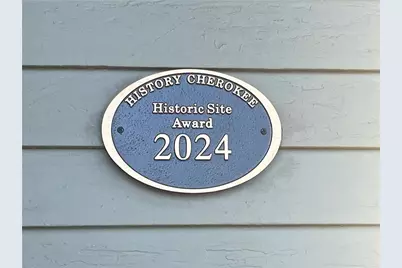 HISTORY CHEROKEE
Historic Site
Award
2024